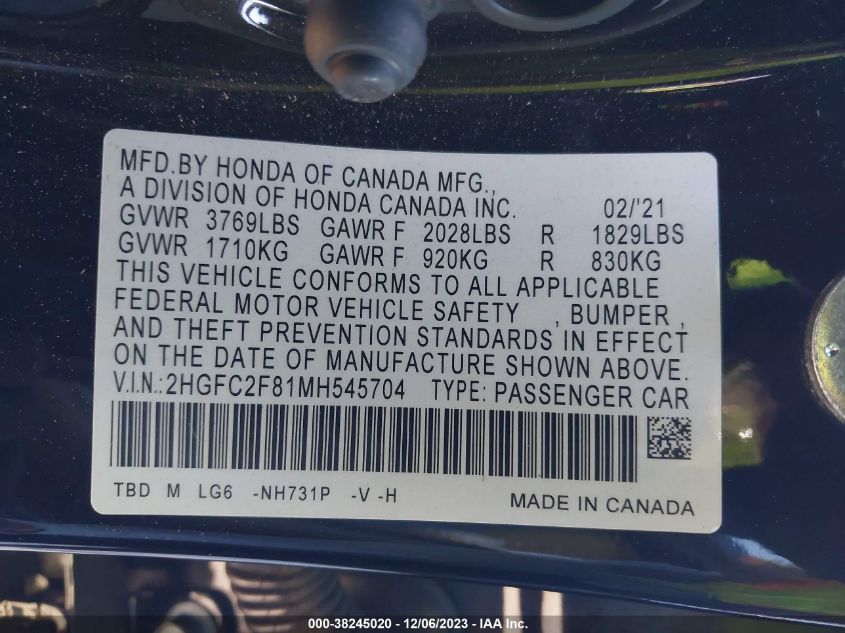 MFD.BY HONDA OF CANADA MFG.,
A DIVISION OF HONDA CANADA INC. 02/'21
GVWR 3769LBS GAWR F 2028LBS R 1829LBS
GVWR 1710KG GAWR F 920KG R 830KG
THIS VEHICLE CONFORMS TO ALL APPLICABLE
FEDERAL MOTOR VEHICLE SAFETY , BUMPER ,
AND THEFT PREVENTION STANDARDS IN EFFECT
ON THE DATE OF MANUFACTURE SHOWN ABOVE.
V.I.N.:2HGFC2F81MH545704 TYPE: PASSENGER CAR
TBD M LG6 -NH731P -V -H MADE IN CANADA
000-38245020 - 12/06/2023 - IAA Inc.